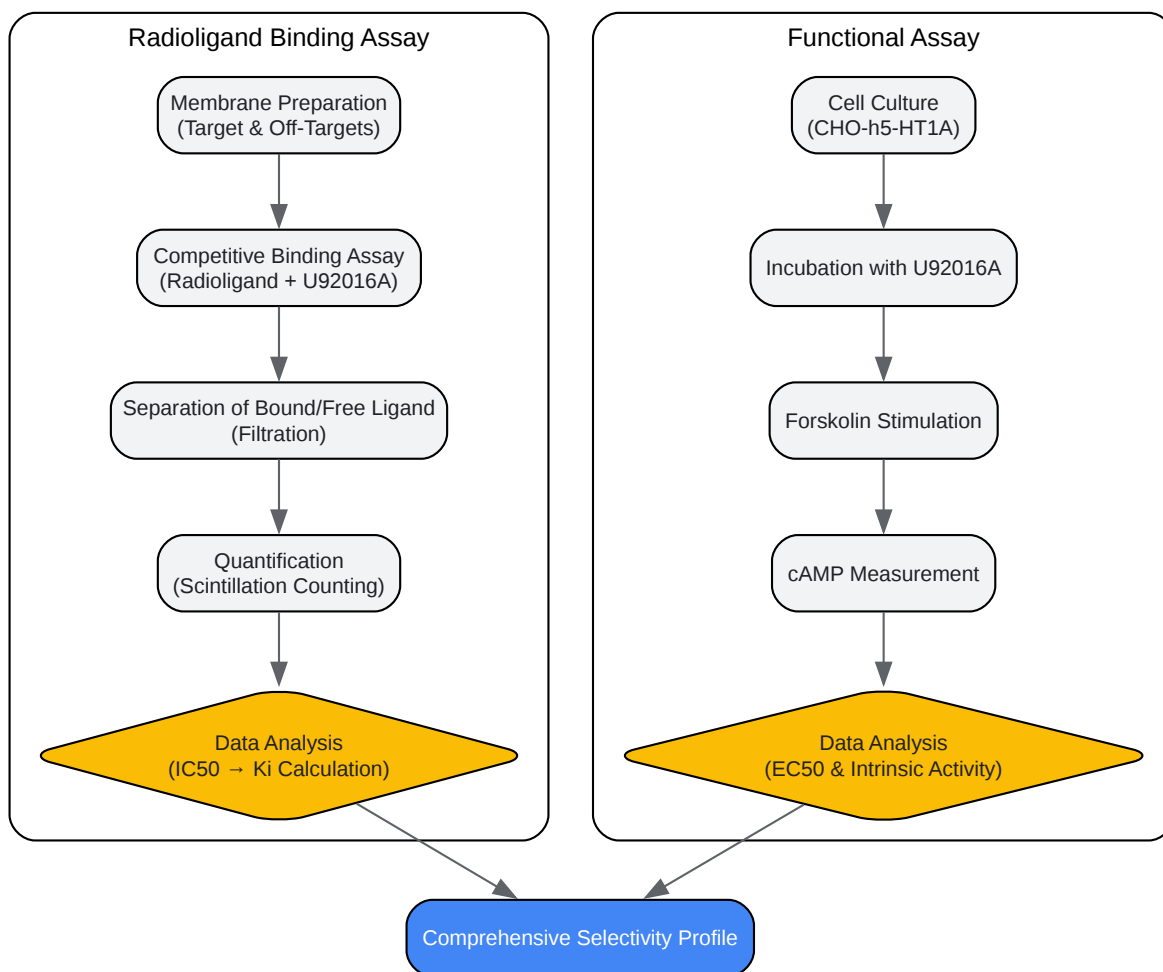 Radioligand Binding Assay
Membrane Preparation
(Target & Off-Targets)
Competitive Binding Assay
(Radioligand + U92016A)
Separation of Bound/Free Ligand
(Filtration)
Quantification
(Scintillation Counting)
Data Analysis
(IC50 → Ki Calculation)
Functional Assay
Cell Culture
(CHO-h5-HT1A)
Incubation with U92016A
Forskolin Stimulation
cAMP Measurement
Data Analysis
(EC50 & Intrinsic Activity)
Comprehensive Selectivity Profile